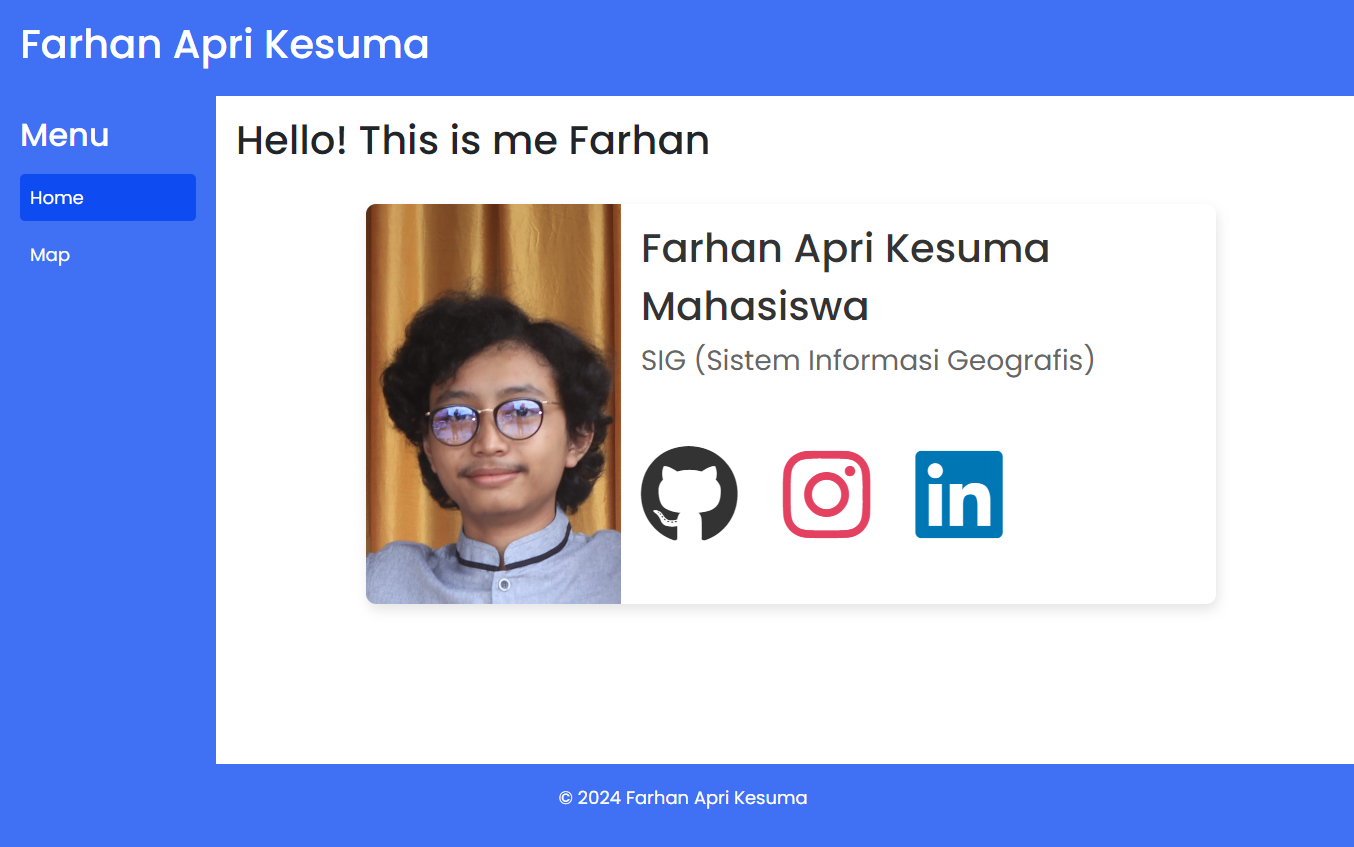 Farhan Apri Kesuma
Menu
Home
Map
Hello! This is me Farhan
Farhan Apri Kesuma
Mahasiswa
SIG (Sistem Informasi Geografis)
in
© 2024 Farhan Apri Kesuma